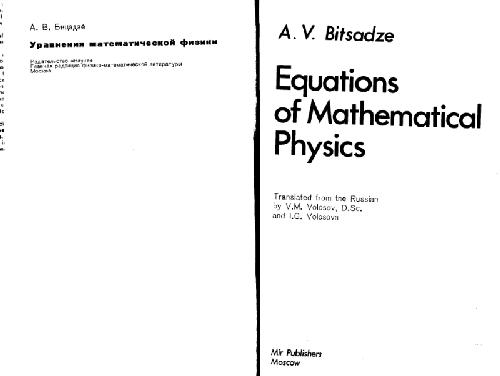 А. В. Бицадзе
Уравнения математической физики
Издательство «Наука»
Главная редакция физико-математической литературы
Москва
A. V. Bitsadze
Equations
of Mathematical
Physics
Translated from the Russian
by V.M. Volosov, D.Sc.
and I.G. Volosova
Mir Publishers
Moscow